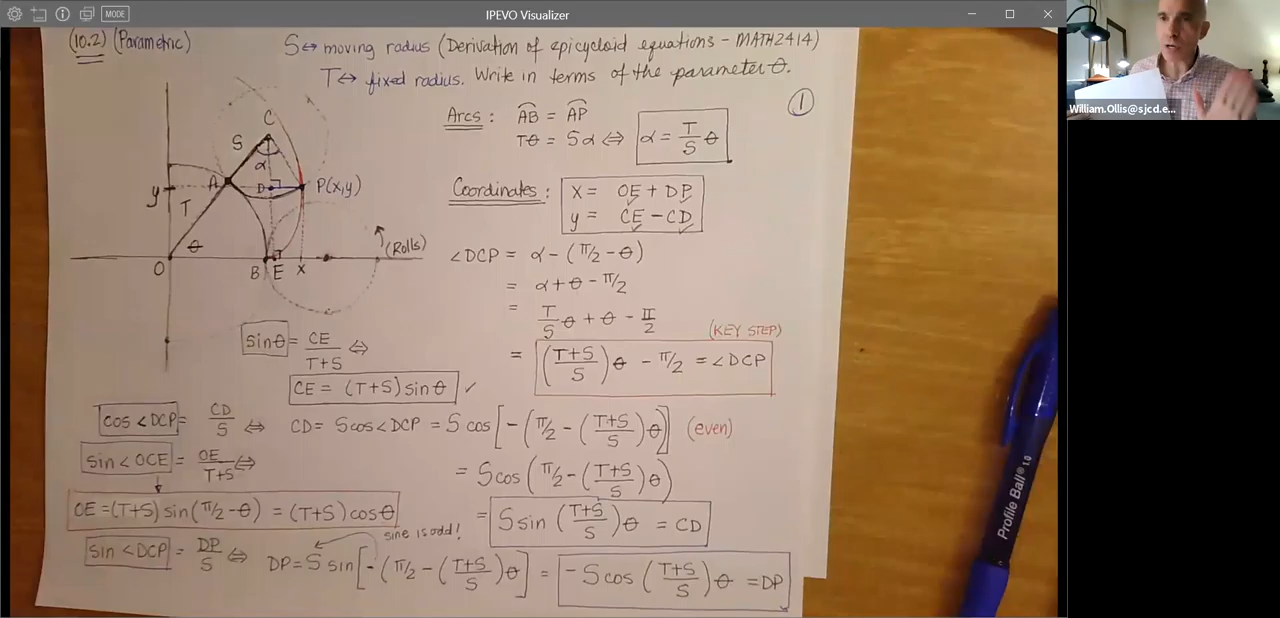 IPEVO Visualizer
MODE
(10.2) (Parametric)
S↔ moving radius (Derivation of epicycloid equations - MATH2414)
T↔ fixed radius. Write in terms of the parameter θ.
①
Arcs: AB = AP
Tθ = Sα ⇔ α = T/S θ
Coordinates: x = OE + DP
y = CE - CD
C
S
α
A
D
P(x,y)
y
T
θ
O
B
E
x
(Rolls)
∠DCP = α - (π/2 - θ)
= α + θ - π/2
= T/S θ + θ - π/2
(KEY STEP)
= (T+S/S)θ - π/2 = ∠DCP
sinθ = CE/T+S ⇔
CE = (T+S) sinθ ✓
cos∠DCP = CD/S ⇔ CD = S cos∠DCP = S cos[-(π/2 - (T+S/S)θ)] (even)
= S cos(π/2 - (T+S/S)θ)
= S sin (T+S/S)θ = CD
sin∠OCE = OE/T+S ⇔
OE = (T+S) sin(π/2 - θ) = (T+S) cosθ
sine is odd!
sin∠DCP = DP/S ⇔ DP = S sin[-(π/2 - (T+S/S)θ] = -S cos (T+S/S)θ = DP
Profile Ball® 1.0
William.Ollis@sjcd.e...